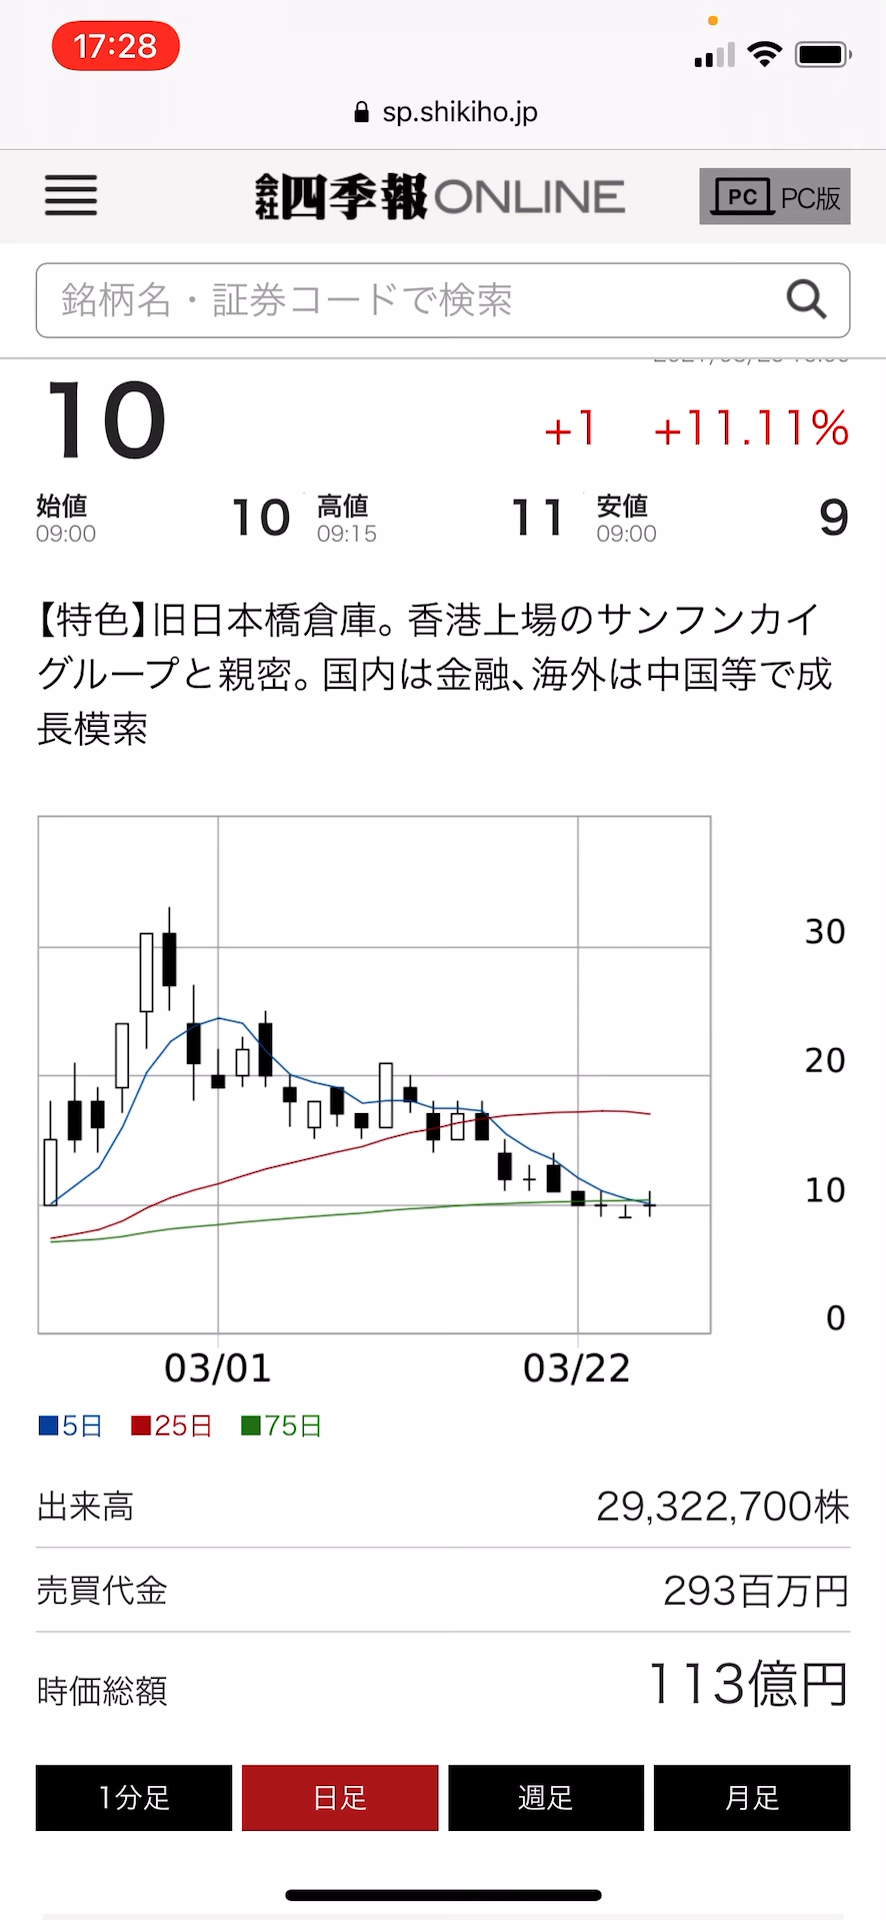 17:28
sp.shikiho.jp
会社四季報ONLINE
PC PC版
銘柄名・証券コードで検索
10 +1 +11.11%
始値 09:00 10 高値 09:15 11 安値 09:00 9
【特色】旧日本橋倉庫。香港上場のサンフンカイ
グループと親密。国内は金融、海外は中国等で成
長模索
30
20
10
0
03/01 03/22
5日 25日 75日
出来高 29,322,700株
売買代金 293百万円
時価総額 113億円
1分足 日足 週足 月足